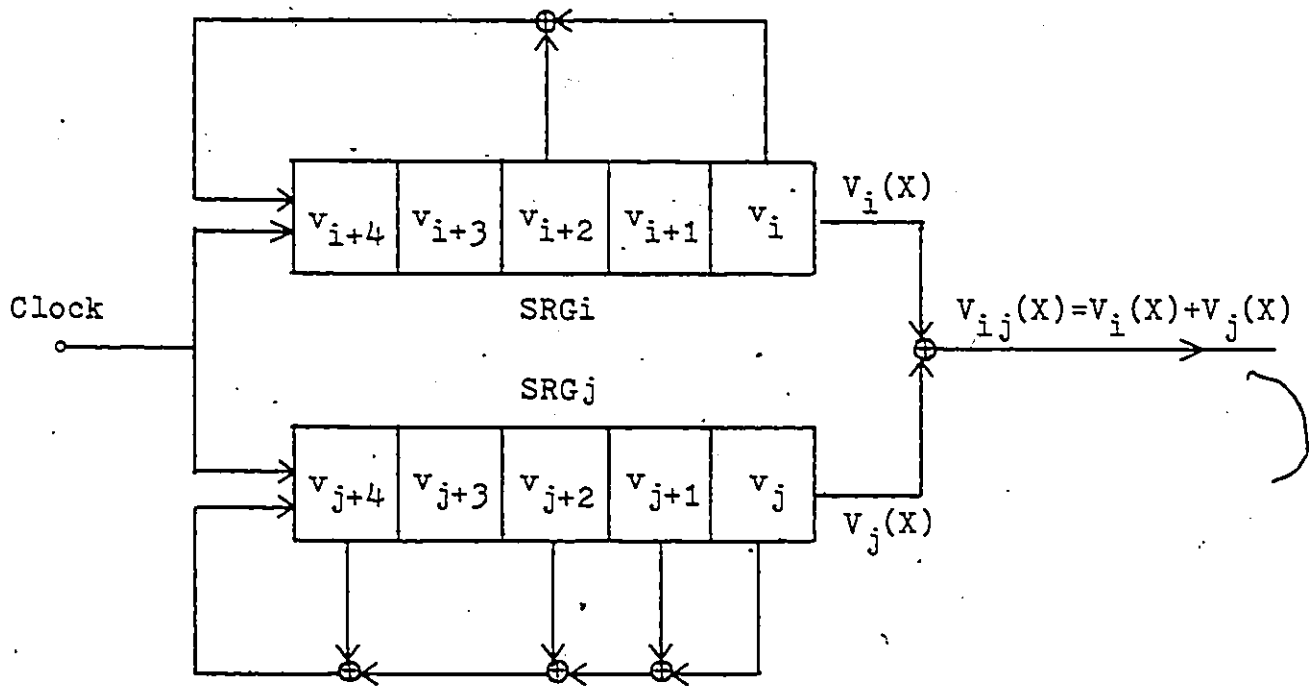 V_i(X)
v_{i+4} v_{i+3} v_{i+2} v_{i+1} v_i
Clock
SRGi
V_{ij}(X)=V_i(X)+V_j(X)
SRGj
v_{j+4} v_{j+3} v_{j+2} v_{j+1} v_j
V_j(X)